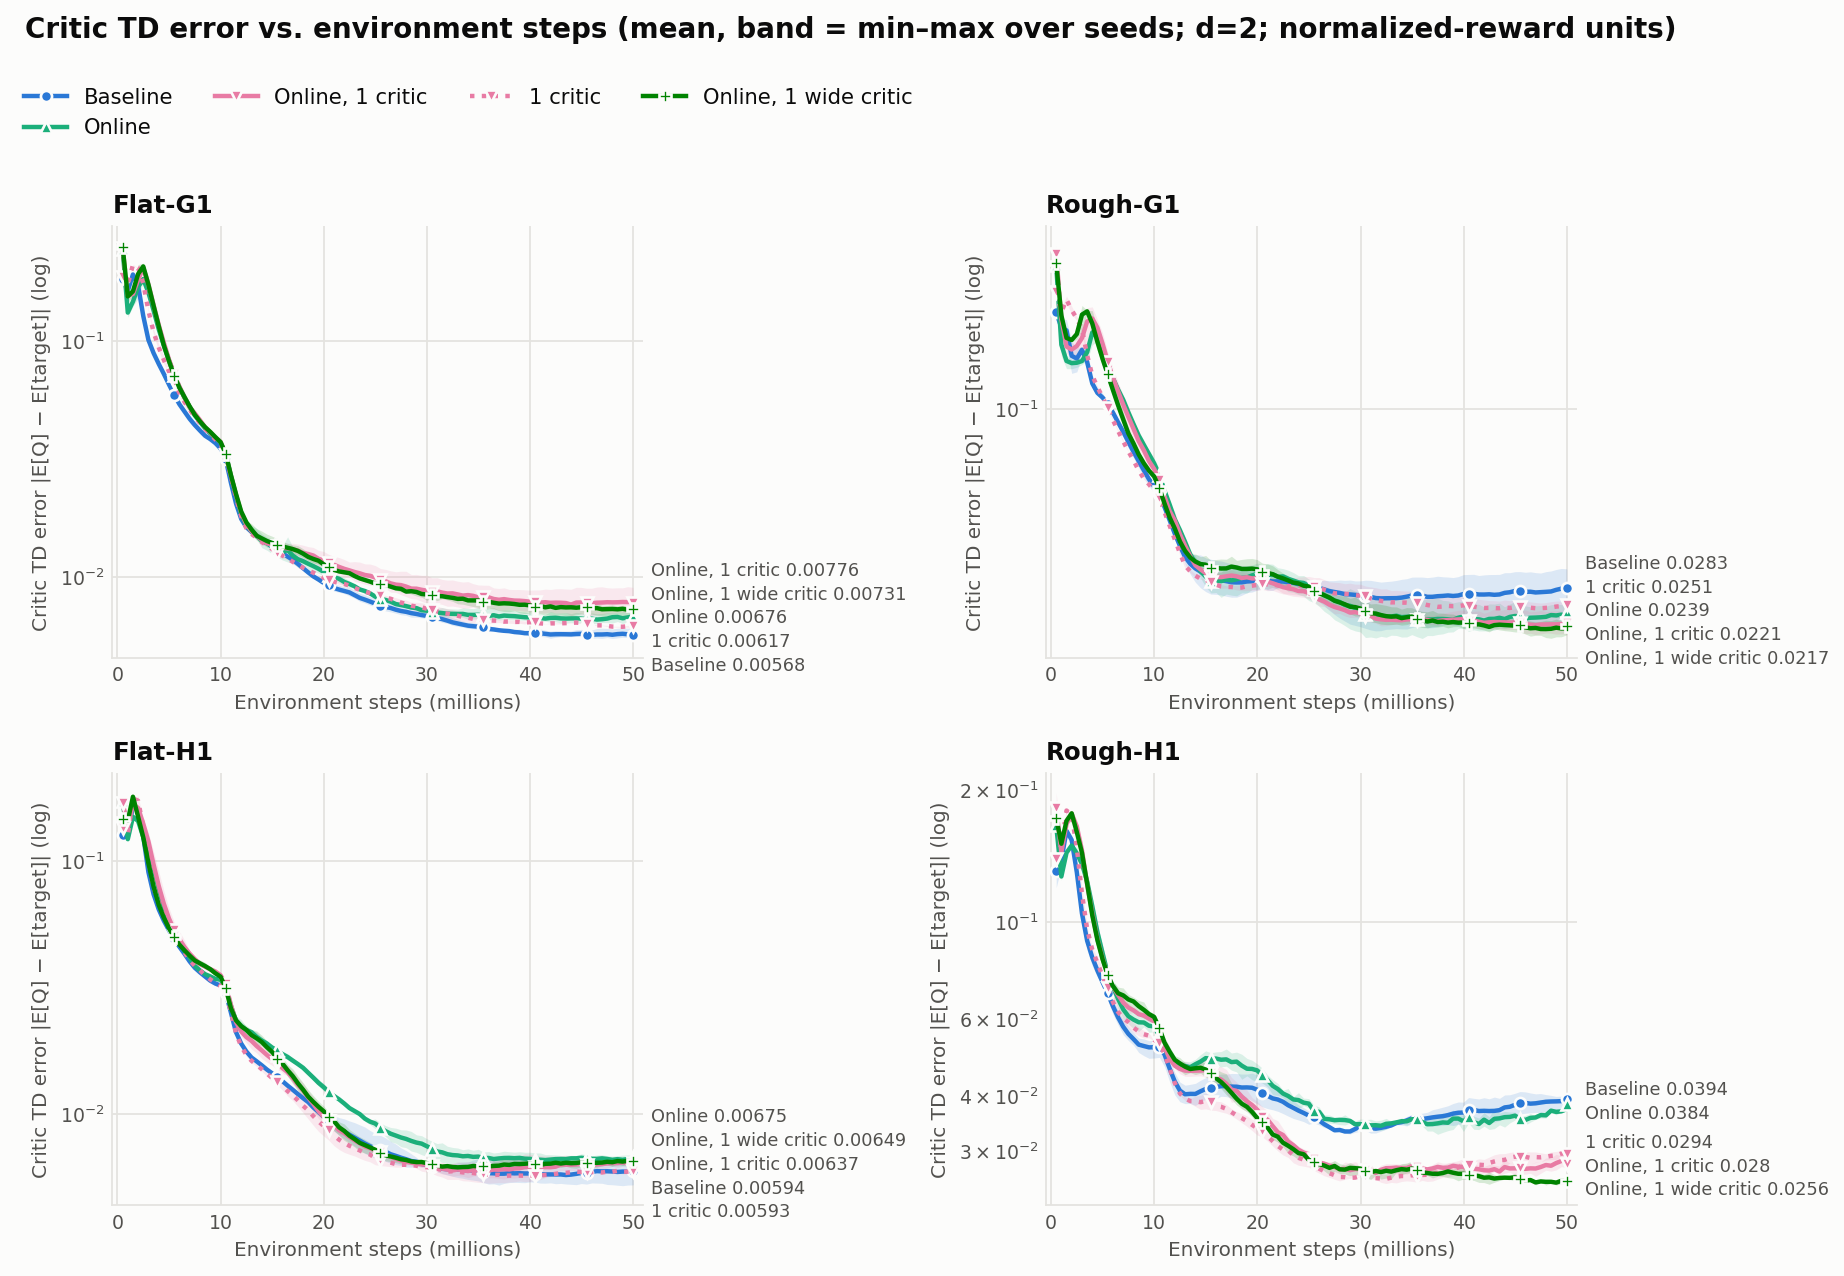 Critic TD error vs. environment steps (mean, band = min–max over seeds; d=2; normalized-reward units)
Baseline
Online, 1 critic
1 critic
Online, 1 wide critic
Online
Flat-G1
Critic TD error |E[Q] − E[target]| (log)
10⁻¹
10⁻²
0 10 20 30 40 50
Environment steps (millions)
Online, 1 critic 0.00776
Online, 1 wide critic 0.00731
Online 0.00676
1 critic 0.00617
Baseline 0.00568
Rough-G1
Critic TD error |E[Q] − E[target]| (log)
10⁻¹
0 10 20 30 40 50
Environment steps (millions)
Baseline 0.0283
1 critic 0.0251
Online 0.0239
Online, 1 critic 0.0221
Online, 1 wide critic 0.0217
Flat-H1
Critic TD error |E[Q] − E[target]| (log)
10⁻¹
10⁻²
0 10 20 30 40 50
Environment steps (millions)
Online 0.00675
Online, 1 wide critic 0.00649
Online, 1 critic 0.00637
Baseline 0.00594
1 critic 0.00593
Rough-H1
Critic TD error |E[Q] − E[target]| (log)
2 × 10⁻¹
10⁻¹
6 × 10⁻²
4 × 10⁻²
3 × 10⁻²
0 10 20 30 40 50
Environment steps (millions)
Baseline 0.0394
Online 0.0384
1 critic 0.0294
Online, 1 critic 0.028
Online, 1 wide critic 0.0256